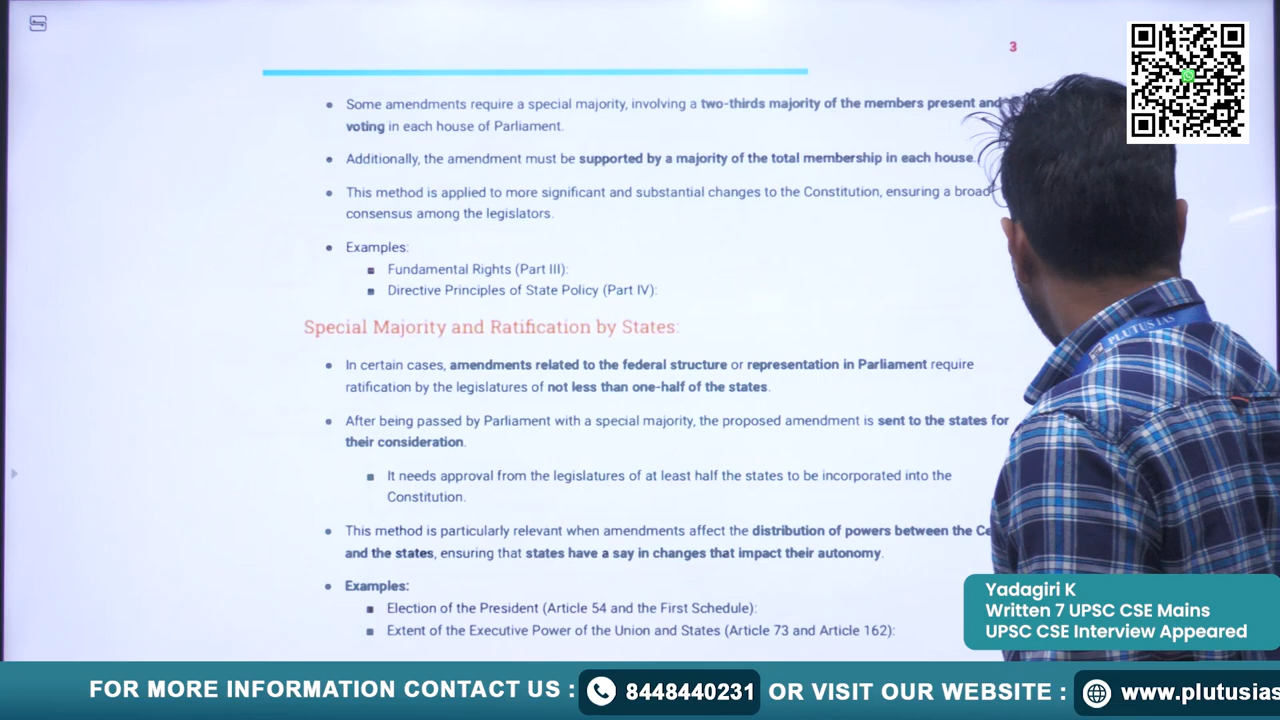 3
Some amendments require a special majority, involving a two-thirds majority of the members present and
voting in each house of Parliament.
Additionally, the amendment must be supported by a majority of the total membership in each house.
This method is applied to more significant and substantial changes to the Constitution, ensuring a broad
consensus among the legislators.
Examples:
Fundamental Rights (Part III):
Directive Principles of State Policy (Part IV):
Special Majority and Ratification by States:
In certain cases, amendments related to the federal structure or representation in Parliament require
ratification by the legislatures of not less than one-half of the states.
After being passed by Parliament with a special majority, the proposed amendment is sent to the states for
their consideration.
It needs approval from the legislatures of at least half the states to be incorporated into the
Constitution.
This method is particularly relevant when amendments affect the distribution of powers between the Ce
and the states, ensuring that states have a say in changes that impact their autonomy.
Examples:
Election of the President (Article 54 and the First Schedule):
Extent of the Executive Power of the Union and States (Article 73 and Article 162):
PLUTUS IAS
Yadagiri K
Written 7 UPSC CSE Mains
UPSC CSE Interview Appeared
FOR MORE INFORMATION CONTACT US : 8448440231 OR VISIT OUR WEBSITE : www.plutusias